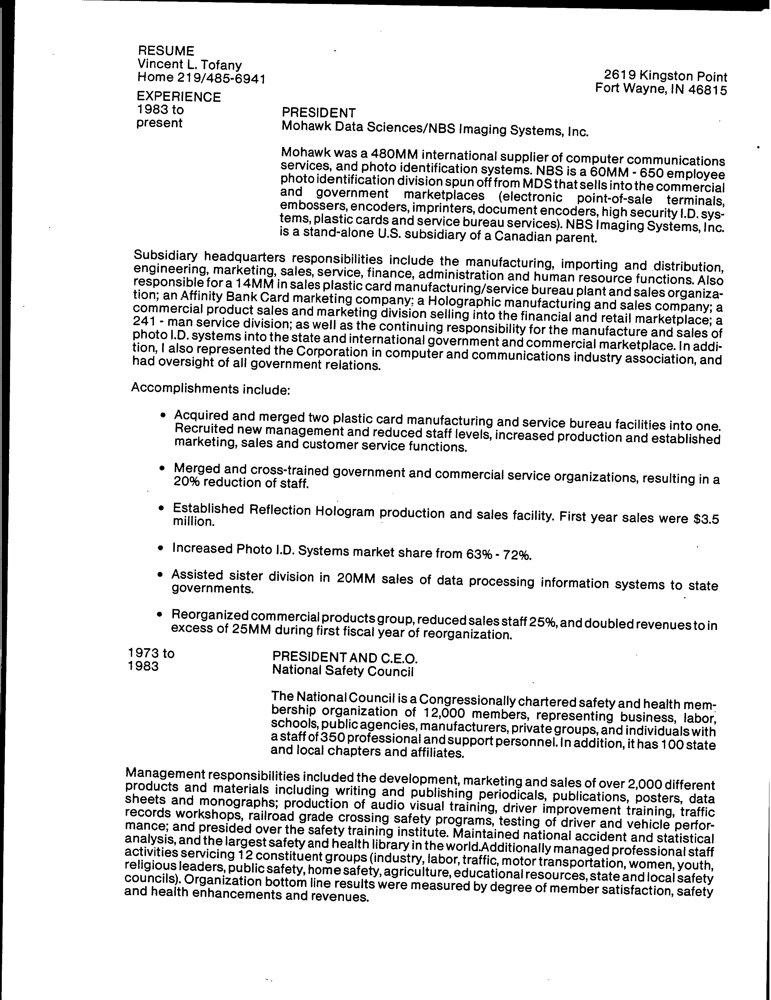 RESUME
Vincent L. Tofany
Home 219/485-6941
2619 Kingston Point
Fort Wayne, IN 46815
EXPERIENCE
1983 to
present
PRESIDENT
Mohawk Data Sciences/NBS Imaging Systems, Inc.
Mohawk was a 480MM international supplier of computer communications
services, and photo identification systems. NBS is a 60MM - 650 employee
photo identification division spun off from MDS that sells into the commercial
and government marketplaces (electronic point-of-sale terminals,
embossers, encoders, imprinters, document encoders, high security I.D. sys-
tems, plastic cards and service bureau services). NBS Imaging Systems, Inc.
is a stand-alone U.S. subsidiary of a Canadian parent.
Subsidiary headquarters responsibilities include the manufacturing, importing and distribution,
engineering, marketing, sales, service, finance, administration and human resource functions. Also
responsible for a 14MM in sales plastic card manufacturing/service bureau plant and sales organiza-
tion; an Affinity Bank Card marketing company; a Holographic manufacturing and sales company; a
commercial product sales and marketing division selling into the financial and retail marketplace; a
241 - man service division; as well as the continuing responsibility for the manufacture and sales of
photo I.D. systems into the state and international government and commercial marketplace. In addi-
tion, I also represented the Corporation in computer and communications industry association, and
had oversight of all government relations.
Accomplishments include:
• Acquired and merged two plastic card manufacturing and service bureau facilities into one.
Recruited new management and reduced staff levels, increased production and established
marketing, sales and customer service functions.
• Merged and cross-trained government and commercial service organizations, resulting in a
20% reduction of staff.
• Established Reflection Hologram production and sales facility. First year sales were $3.5
million.
• Increased Photo I.D. Systems market share from 63% - 72%.
• Assisted sister division in 20MM sales of data processing information systems to state
governments.
• Reorganized commercial products group, reduced sales staff 25%, and doubled revenues to in
excess of 25MM during first fiscal year of reorganization.
1973 to
1983
PRESIDENT AND C.E.O.
National Safety Council
The National Council is a Congressionally chartered safety and health mem-
bership organization of 12,000 members, representing business, labor,
schools, public agencies, manufacturers, private groups, and individuals with
a staff of 350 professional and support personnel. In addition, it has 100 state
and local chapters and affiliates.
Management responsibilities included the development, marketing and sales of over 2,000 different
products and materials including writing and publishing periodicals, publications, posters, data
sheets and monographs; production of audio visual training, driver improvement training, traffic
records workshops, railroad grade crossing safety programs, testing of driver and vehicle perfor-
mance; and presided over the safety training institute. Maintained national accident and statistical
analysis, and the largest safety and health library in the world.Additionally managed professional staff
activities servicing 12 constituent groups (industry, labor, traffic, motor transportation, women, youth,
religious leaders, public safety, home safety, agriculture, educational resources, state and local safety
councils). Organization bottom line results were measured by degree of member satisfaction, safety
and health enhancements and revenues.